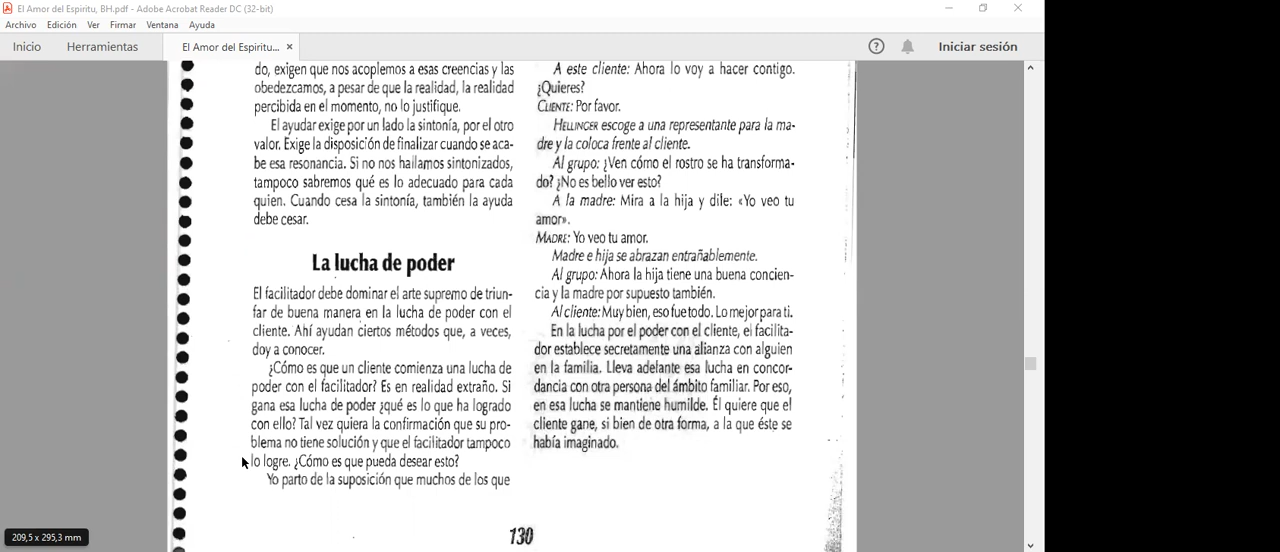 El Amor del Espiritu, BH.pdf - Adobe Acrobat Reader DC (32-bit)
Archivo Edición Ver Firmar Ventana Ayuda
Inicio Herramientas El Amor del Espiritu... × Iniciar sesión
do, exigen que nos acoplemos a esas creencias y las
obedezcamos, a pesar de que la realidad, la realidad
percibida en el momento, no lo justifique.
El ayudar exige por un lado la sintonía, por el otro
valor. Exige la disposición de finalizar cuando se aca-
be esa resonancia. Si no nos hallamos sintonizados,
tampoco sabremos qué es lo adecuado para cada
quien. Cuando cesa la sintonía, también la ayuda
debe cesar.
La lucha de poder
El facilitador debe dominar el arte supremo de triun-
far de buena manera en la lucha de poder con el
cliente. Ahí ayudan ciertos métodos que, a veces,
doy a conocer.
¿Cómo es que un cliente comienza una lucha de
poder con el facilitador? Es en realidad extraño. Si
gana esa lucha de poder ¿qué es lo que ha logrado
con ello? Tal vez quiera la confirmación que su pro-
blema no tiene solución y que el facilitador tampoco
lo logre. ¿Cómo es que pueda desear esto?
Yo parto de la suposición que muchos de los que
A este cliente: Ahora lo voy a hacer contigo.
¿Quieres?
CLIENTE: Por favor.
HELLINGER escoge a una representante para la ma-
dre y la coloca frente al cliente.
Al grupo: ¿Ven cómo el rostro se ha transforma-
do? ¿No es bello ver esto?
A la madre: Mira a la hija y dile: «Yo veo tu
amor».
MADRE: Yo veo tu amor.
Madre e hija se abrazan entrañablemente.
Al grupo: Ahora la hija tiene una buena concien-
cia y la madre por supuesto también.
Al cliente: Muy bien, eso fue todo. Lo mejor para ti.
En la lucha por el poder con el cliente, el facilita-
dor establece secretamente una alianza con alguien
en la familia. Lleva adelante esa lucha en concor-
dancia con otra persona del ámbito familiar. Por eso,
en esa lucha se mantiene humilde. Él quiere que el
cliente gane, si bien de otra forma, a la que éste se
había imaginado.
130
209,5 x 295,3 mm